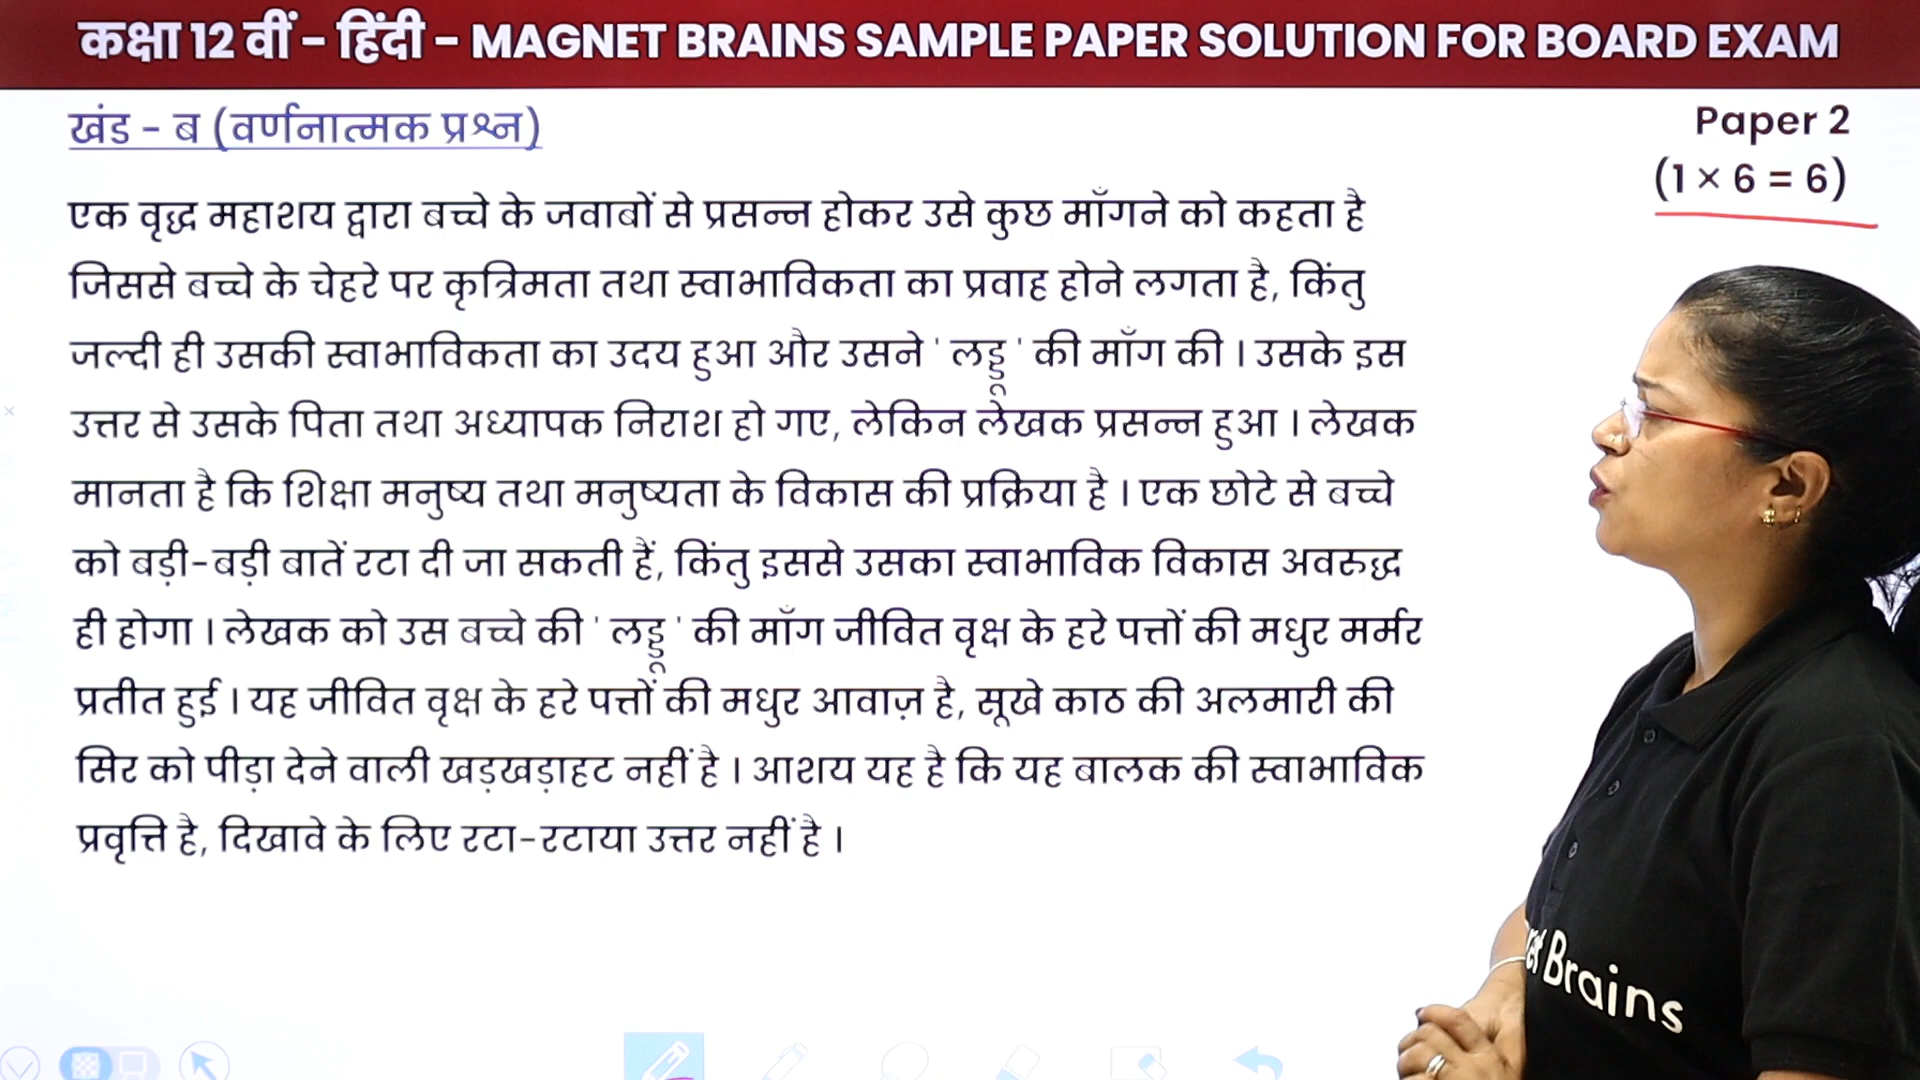 कक्षा 12 वीं – हिंदी – MAGNET BRAINS SAMPLE PAPER SOLUTION FOR BOARD EXAM
खंड – ब (वर्णनात्मक प्रश्न)
Paper 2
(1 × 6 = 6)
एक वृद्ध महाशय द्वारा बच्चे के जवाबों से प्रसन्न होकर उसे कुछ माँगने को कहता है
जिससे बच्चे के चेहरे पर कृत्रिमता तथा स्वाभाविकता का प्रवाह होने लगता है, किंतु
जल्दी ही उसकी स्वाभाविकता का उदय हुआ और उसने ' लड्डू ' की माँग की । उसके इस
उत्तर से उसके पिता तथा अध्यापक निराश हो गए, लेकिन लेखक प्रसन्न हुआ । लेखक
मानता है कि शिक्षा मनुष्य तथा मनुष्यता के विकास की प्रक्रिया है । एक छोटे से बच्चे
को बड़ी-बड़ी बातें रटा दी जा सकती हैं, किंतु इससे उसका स्वाभाविक विकास अवरुद्ध
ही होगा । लेखक को उस बच्चे की ' लड्डू ' की माँग जीवित वृक्ष के हरे पत्तों की मधुर मर्मर
प्रतीत हुई । यह जीवित वृक्ष के हरे पत्तों की मधुर आवाज़ है, सूखे काठ की अलमारी की
सिर को पीड़ा देने वाली खड़खड़ाहट नहीं है । आशय यह है कि यह बालक की स्वाभाविक
प्रवृत्ति है, दिखावे के लिए रटा-रटाया उत्तर नहीं है ।
Brains